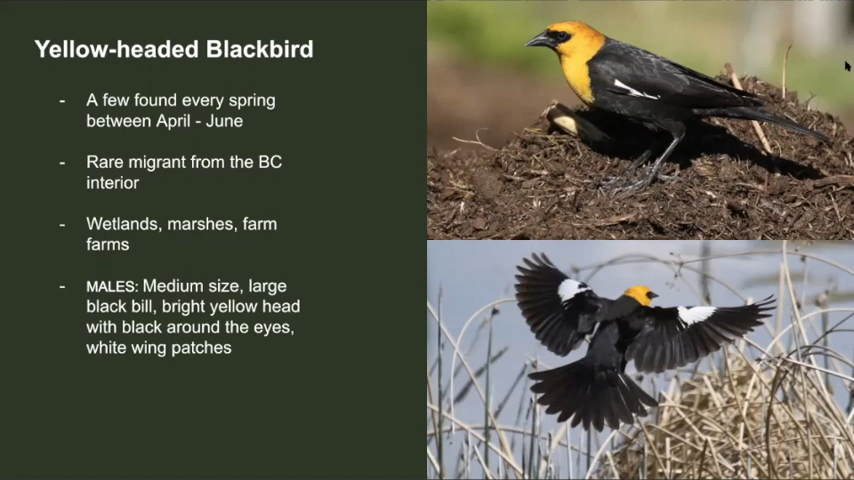 Yellow-headed Blackbird
- A few found every spring
between April - June
- Rare migrant from the BC
interior
- Wetlands, marshes, farm
farms
- MALES: Medium size, large
black bill, bright yellow head
with black around the eyes,
white wing patches